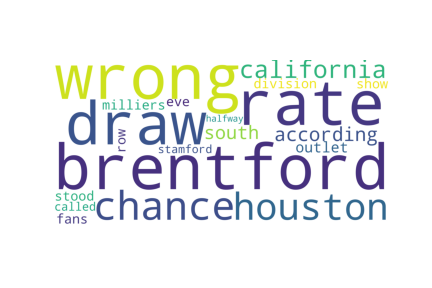 wrong california
division show
milliers eve rate
draw halfway
row south according
stamford outlet
brentford
stood
called chance houston
fans